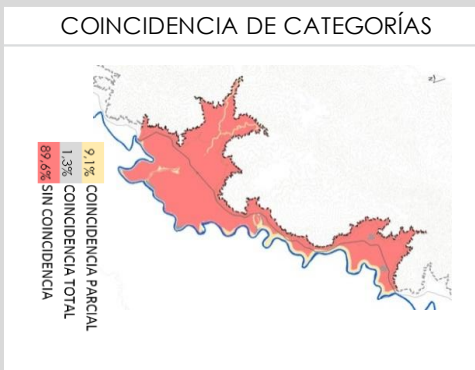 COINCIDENCIA DE CATEGORÍAS
9,1% COINCIDENCIA PARCIAL
1,3% COINCIDENCIA TOTAL
89,6% SIN COINCIDENCIA